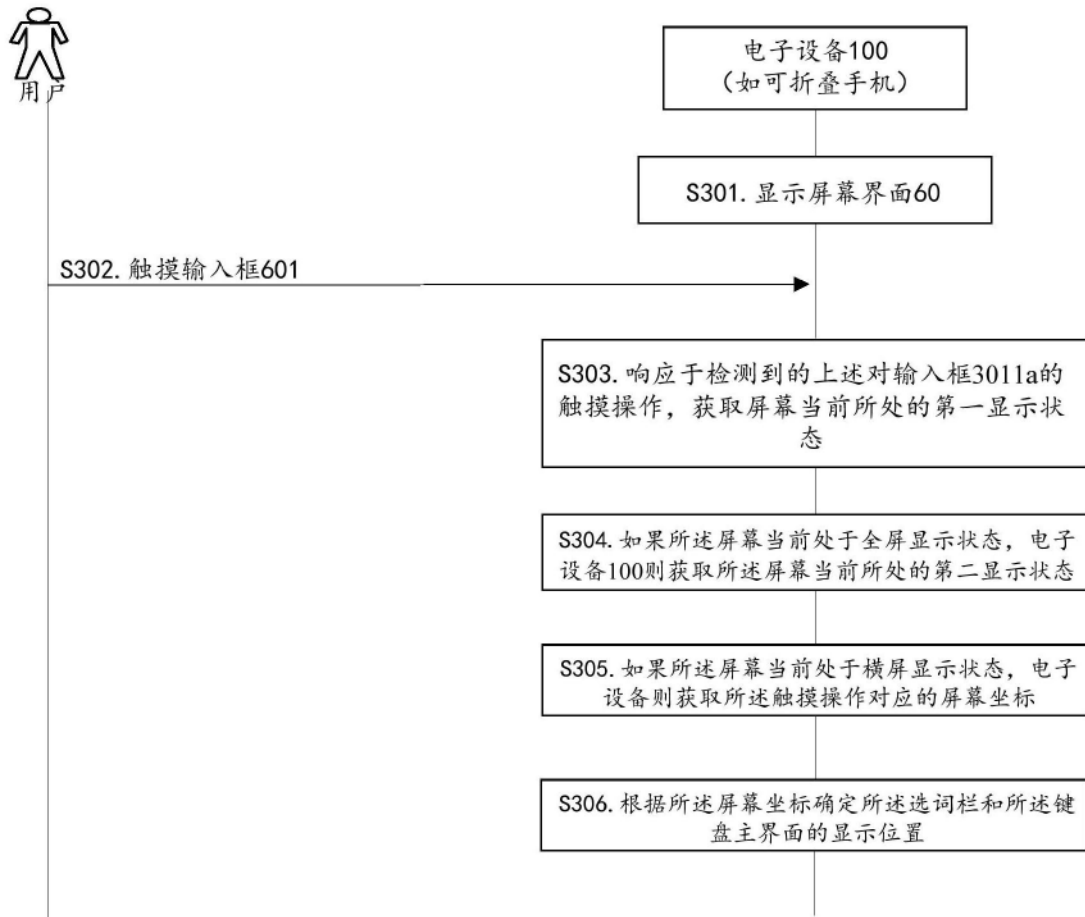 用户
电子设备100
（如可折叠手机）
S301.显示屏幕界面60
S302.触摸输入框601
S303.响应于检测到的上述对输入框3011a的
触摸操作，获取屏幕当前所处的第一显示状
态
S304.如果所述屏幕当前处于全屏显示状态，电子
设备100则获取所述屏幕当前所处的第二显示状态
S305.如果所述屏幕当前处于横屏显示状态，电子
设备则获取所述触摸操作对应的屏幕坐标
S306.根据所述屏幕坐标确定所述选词栏和所述键
盘主界面的显示位置